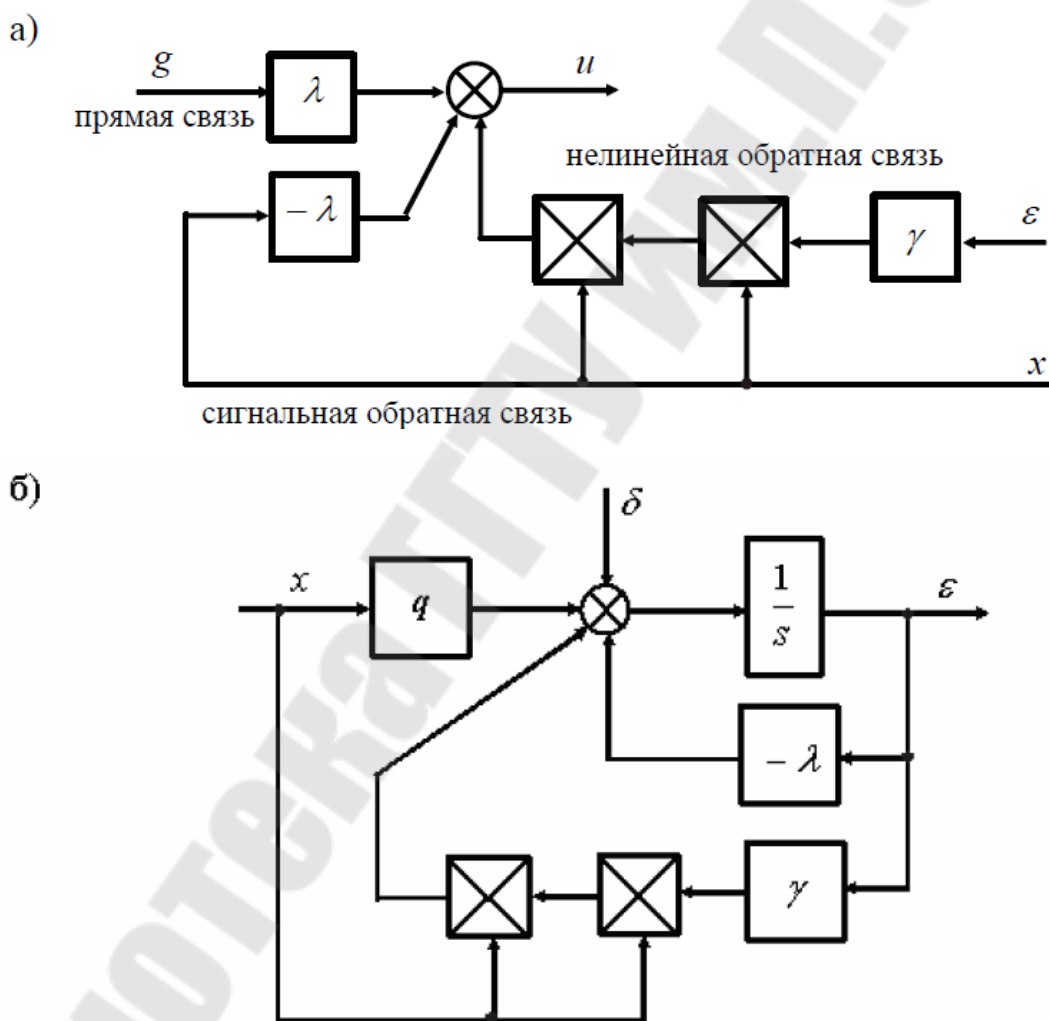 а)
g
λ
u
прямая связь
нелинейная обратная связь
– λ
γ
ε
x
сигнальная обратная связь
б)
δ
x
q
1
s
ε
– λ
γ